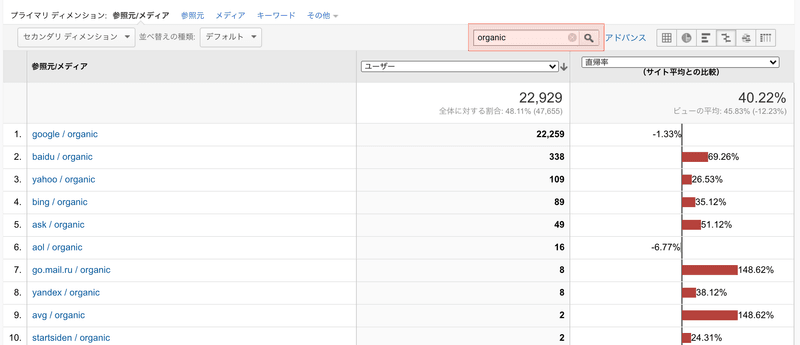 プライマリ ディメンション: 参照元/メディア 参照元 メディア キーワード その他
セカンダリ ディメンション 並べ替えの種類: デフォルト organic アドバンス
参照元/メディア ユーザー 直帰率
(サイト平均との比較)
22,929 40.22%
全体に対する割合: 48.11% (47,655) ビューの平均: 45.83% (-12.23%)
1. google / organic 22,259 -1.33%
2. baidu / organic 338 69.26%
3. yahoo / organic 109 26.53%
4. bing / organic 89 35.12%
5. ask / organic 49 51.12%
6. aol / organic 16 -6.77%
7. go.mail.ru / organic 8 148.62%
8. yandex / organic 8 38.12%
9. avg / organic 2 148.62%
10. startsiden / organic 2 24.31%